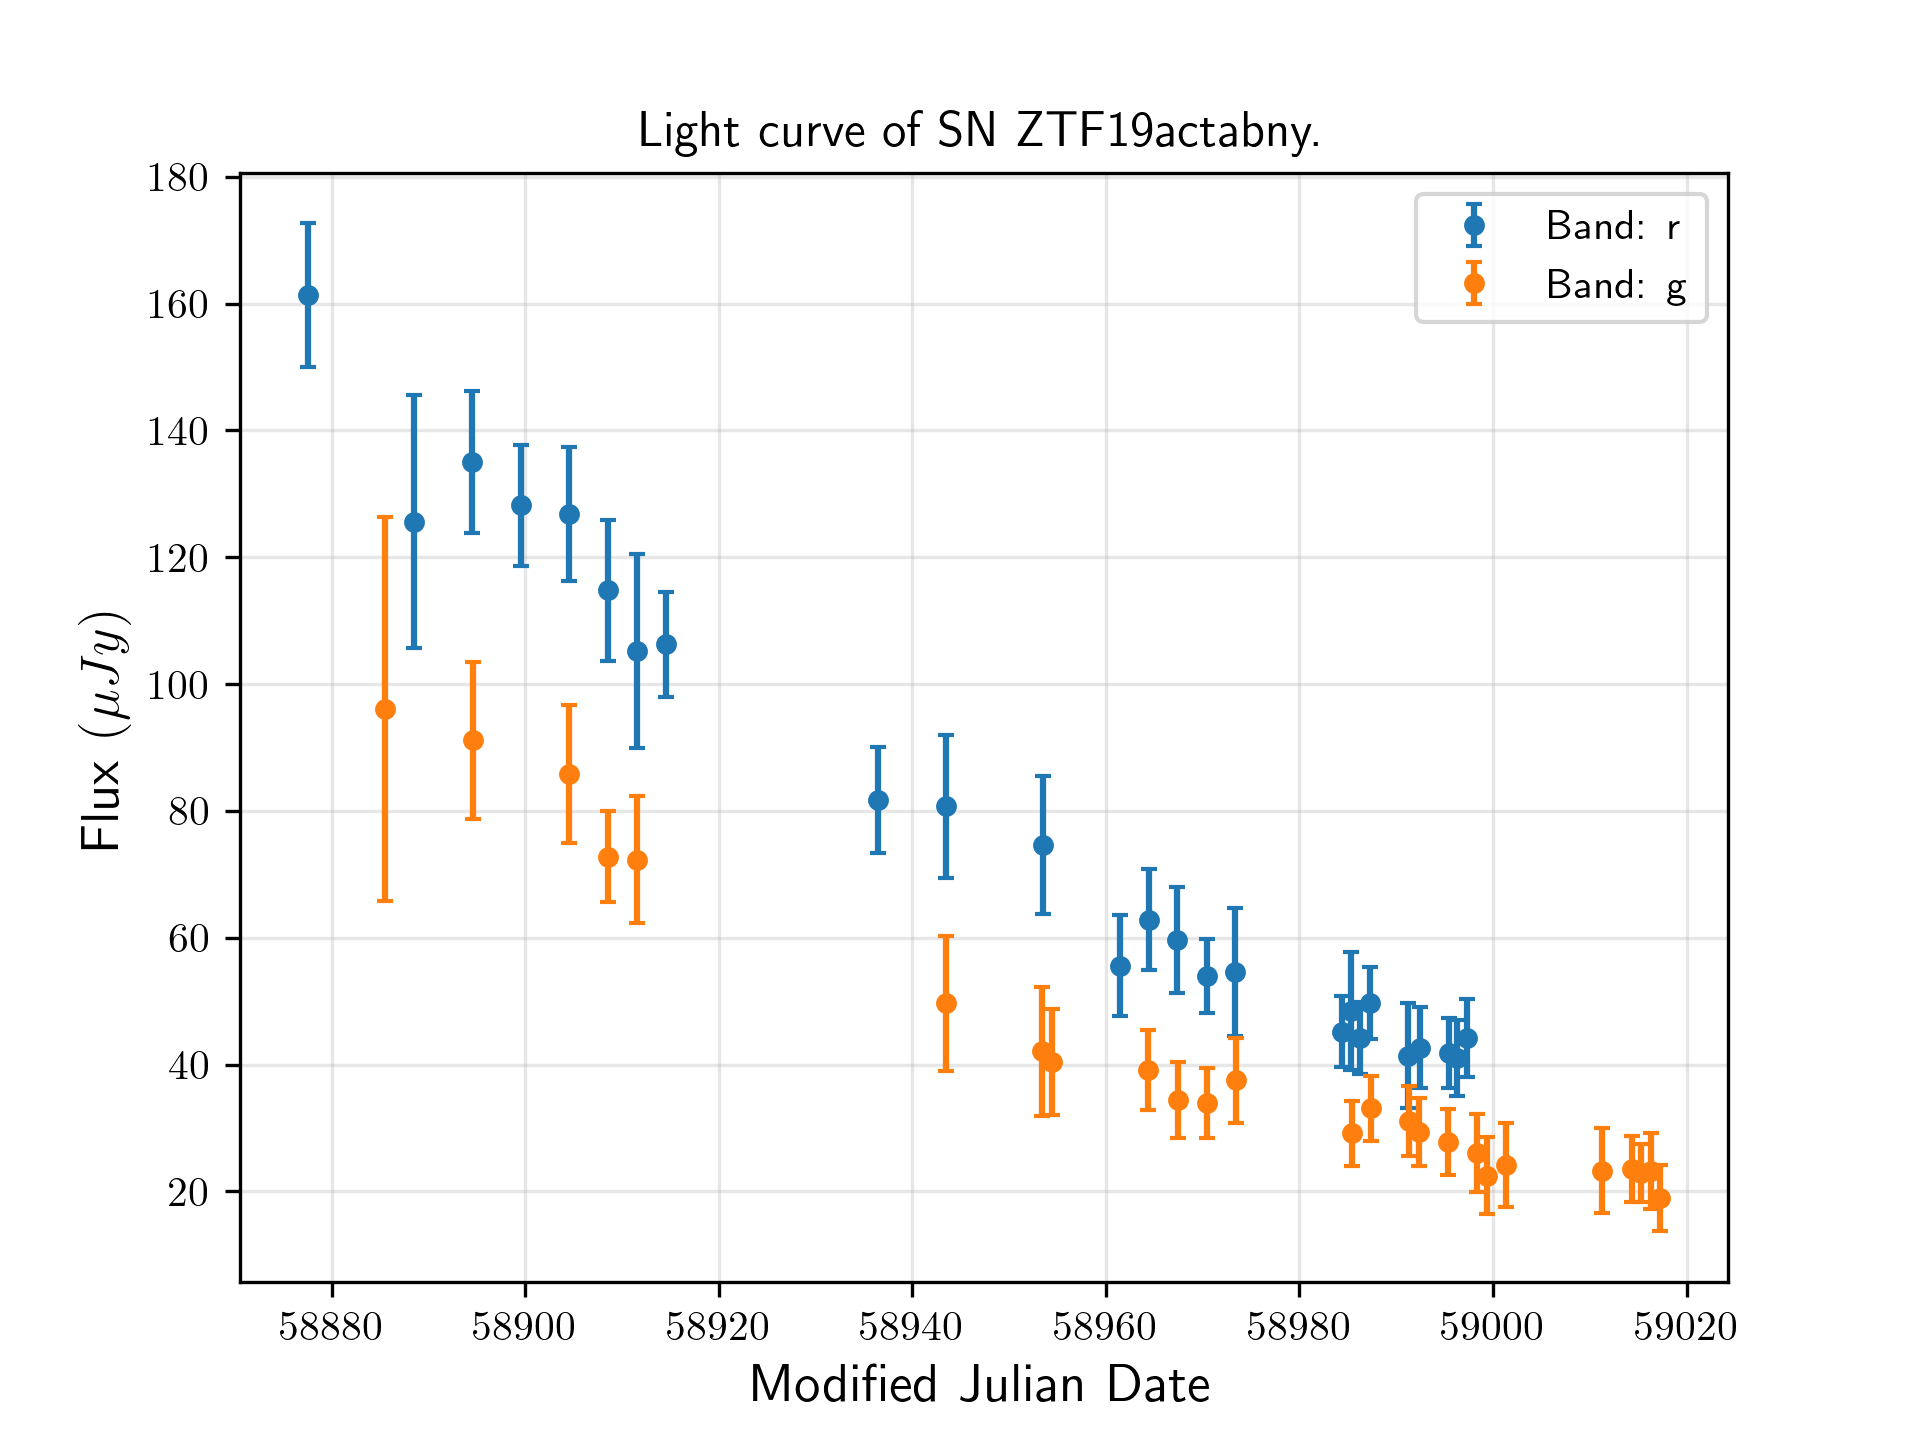 Light curve of SN ZTF19actabny.
180
160
140
120
100
80
60
40
20
Flux (μJy)
Band: r
Band: g
58880 58900 58920 58940 58960 58980 59000 59020
Modified Julian Date